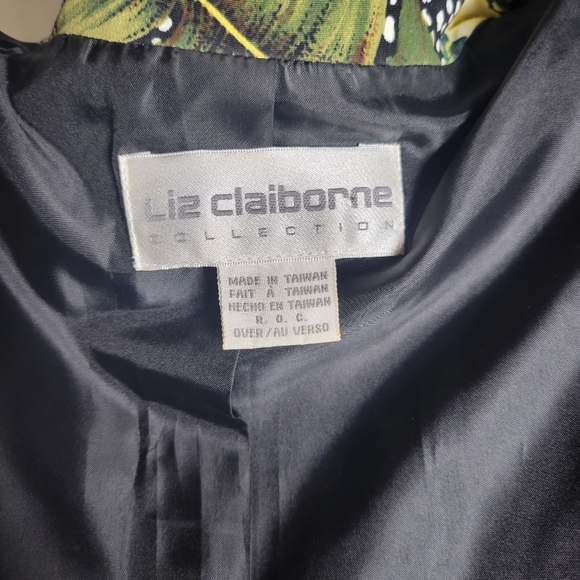 Liz claiborne
COLLECTION
MADE IN TAIWAN
FAIT À TAIWAN
HECHO EN TAIWAN
R. O. C.
OVER/AU VERSO